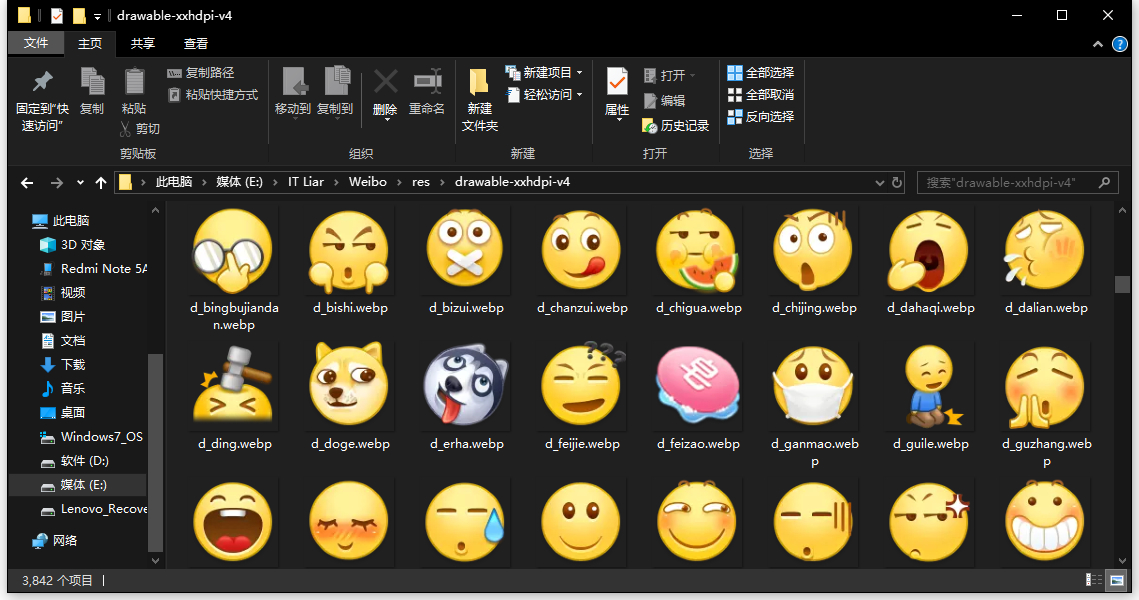 drawable-xxhdpi-v4
文件 主页 共享 查看
固定到"快速访问"
复制
粘贴
复制路径
粘贴快捷方式
剪切
剪贴板
移动到
复制到
删除
重命名
组织
新建
文件夹
新建项目
轻松访问
新建
属性
打开
编辑
历史记录
打开
全部选择
全部取消
反向选择
选择
此电脑 › 媒体 (E:) › IT Liar › Weibo › res › drawable-xxhdpi-v4
搜索"drawable-xxhdpi-v4"
此电脑
3D 对象
Redmi Note 5A
视频
图片
文档
下载
音乐
桌面
Windows7_OS
软件 (D:)
媒体 (E:)
Lenovo_Recove
网络
d_bingbujianda
n.webp
d_bishi.webp
d_bizui.webp
d_chanzui.webp
d_chigua.webp
d_chijing.webp
d_dahaqi.webp
d_dalian.webp
d_ding.webp
d_doge.webp
d_erha.webp
d_feijie.webp
???
d_feizao.webp
d_ganmao.web
p
d_guile.webp
d_guzhang.web
p
3,842 个项目